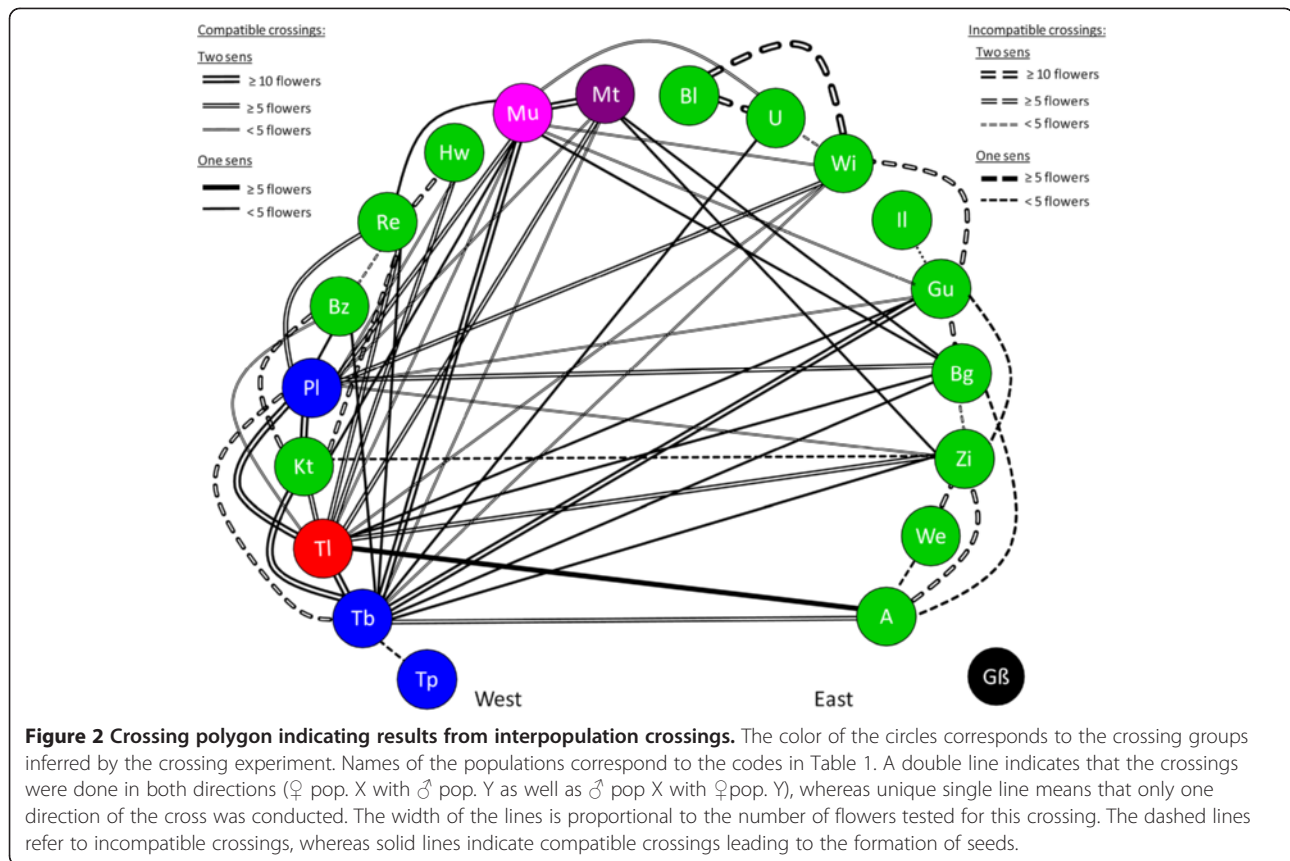 Compatible crossings:
Two sens
≥ 10 flowers
≥ 5 flowers
< 5 flowers
One sens
≥ 5 flowers
< 5 flowers
Incompatible crossings:
Two sens
≥ 10 flowers
≥ 5 flowers
< 5 flowers
One sens
≥ 5 flowers
< 5 flowers
Mu
Mt
Bl
U
Hw
Wi
Re
Il
Bz
Gu
Pl
Bg
Kt
Zi
Tl
We
Tb
A
Tp
West
East
Gß
Figure 2 Crossing polygon indicating results from interpopulation crossings. The color of the circles corresponds to the crossing groups
inferred by the crossing experiment. Names of the populations correspond to the codes in Table 1. A double line indicates that the crossings
were done in both directions (♀ pop. X with ♂ pop. Y as well as ♂ pop X with ♀pop. Y), whereas unique single line means that only one
direction of the cross was conducted. The width of the lines is proportional to the number of flowers tested for this crossing. The dashed lines
refer to incompatible crossings, whereas solid lines indicate compatible crossings leading to the formation of seeds.